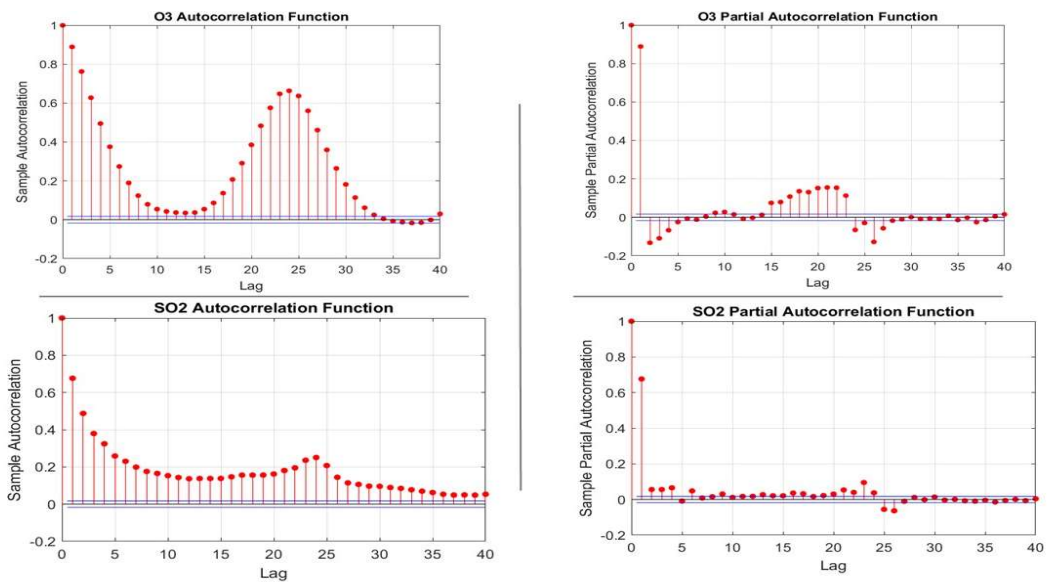 O3 Autocorrelation Function
Sample Autocorrelation
1
0.8
0.6
0.4
0.2
0
-0.2
0 5 10 15 20 25 30 35 40
Lag
O3 Partial Autocorrelation Function
Sample Partial Autocorrelation
1
0.8
0.6
0.4
0.2
0
-0.2
0 5 10 15 20 25 30 35 40
Lag
SO2 Autocorrelation Function
Sample Autocorrelation
1
0.8
0.6
0.4
0.2
0
-0.2
0 5 10 15 20 25 30 35 40
Lag
SO2 Partial Autocorrelation Function
Sample Partial Autocorrelation
1
0.8
0.6
0.4
0.2
0
-0.2
0 5 10 15 20 25 30 35 40
Lag